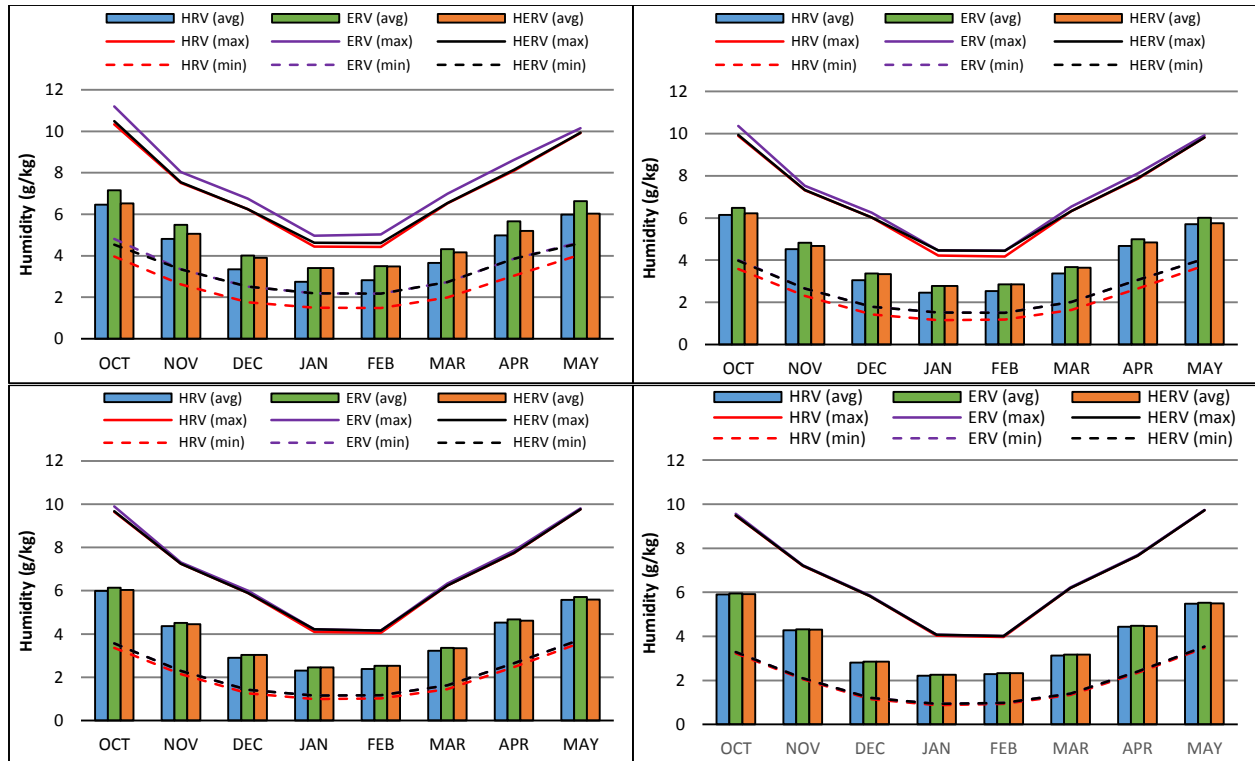 HRV (avg) ERV (avg) HERV (avg)
HRV (max) ERV (max) HERV (max)
HRV (min) ERV (min) HERV (min)
Humidity (g/kg)
12
10
8
6
4
2
0
OCT NOV DEC JAN FEB MAR APR MAY
HRV (avg) ERV (avg) HERV (avg)
HRV (max) ERV (max) HERV (max)
HRV (min) ERV (min) HERV (min)
Humidity (g/kg)
12
10
8
6
4
2
0
OCT NOV DEC JAN FEB MAR APR MAY
HRV (avg) ERV (avg) HERV (avg)
HRV (max) ERV (max) HERV (max)
HRV (min) ERV (min) HERV (min)
Humidity (g/kg)
12
10
8
6
4
2
0
OCT NOV DEC JAN FEB MAR APR MAY
HRV (avg) ERV (avg) HERV (avg)
HRV (max) ERV (max) HERV (max)
HRV (min) ERV (min) HERV (min)
Humidity (g/kg)
12
10
8
6
4
2
0
OCT NOV DEC JAN FEB MAR APR MAY